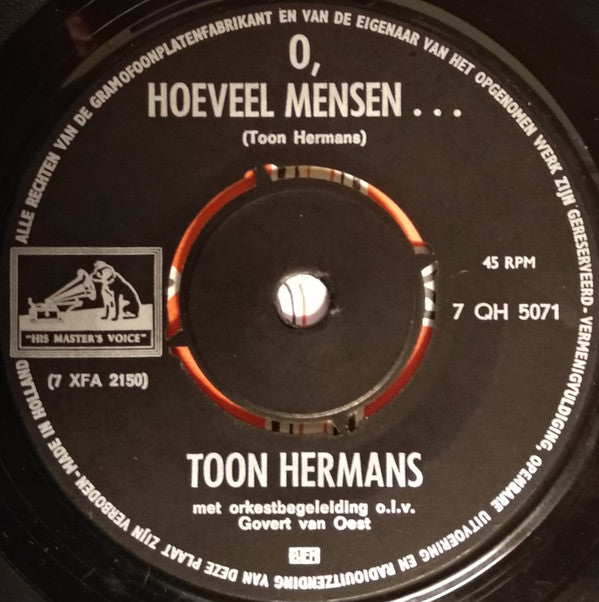 ALLE RECHTEN VAN DE GRAMOFOONPLATENFABRIKANT EN VAN DE EIGENAAR VAN HET OPGENOMEN WERK ZIJN GERESERVEERD - VERMENIGVULDIGING, OPENBARE UITVOERING EN RADIOUITZENDING VAN DEZE PLAAT ZIJN VERBODEN - MADE IN HOLLAND
O,
HOEVEEL MENSEN . . .
(Toon Hermans)
45 RPM
7 QH 5071
"HIS MASTER'S VOICE"
(7 XFA 2150)
TOON HERMANS
met orkestbegeleiding o.l.v.
Govert van Oest